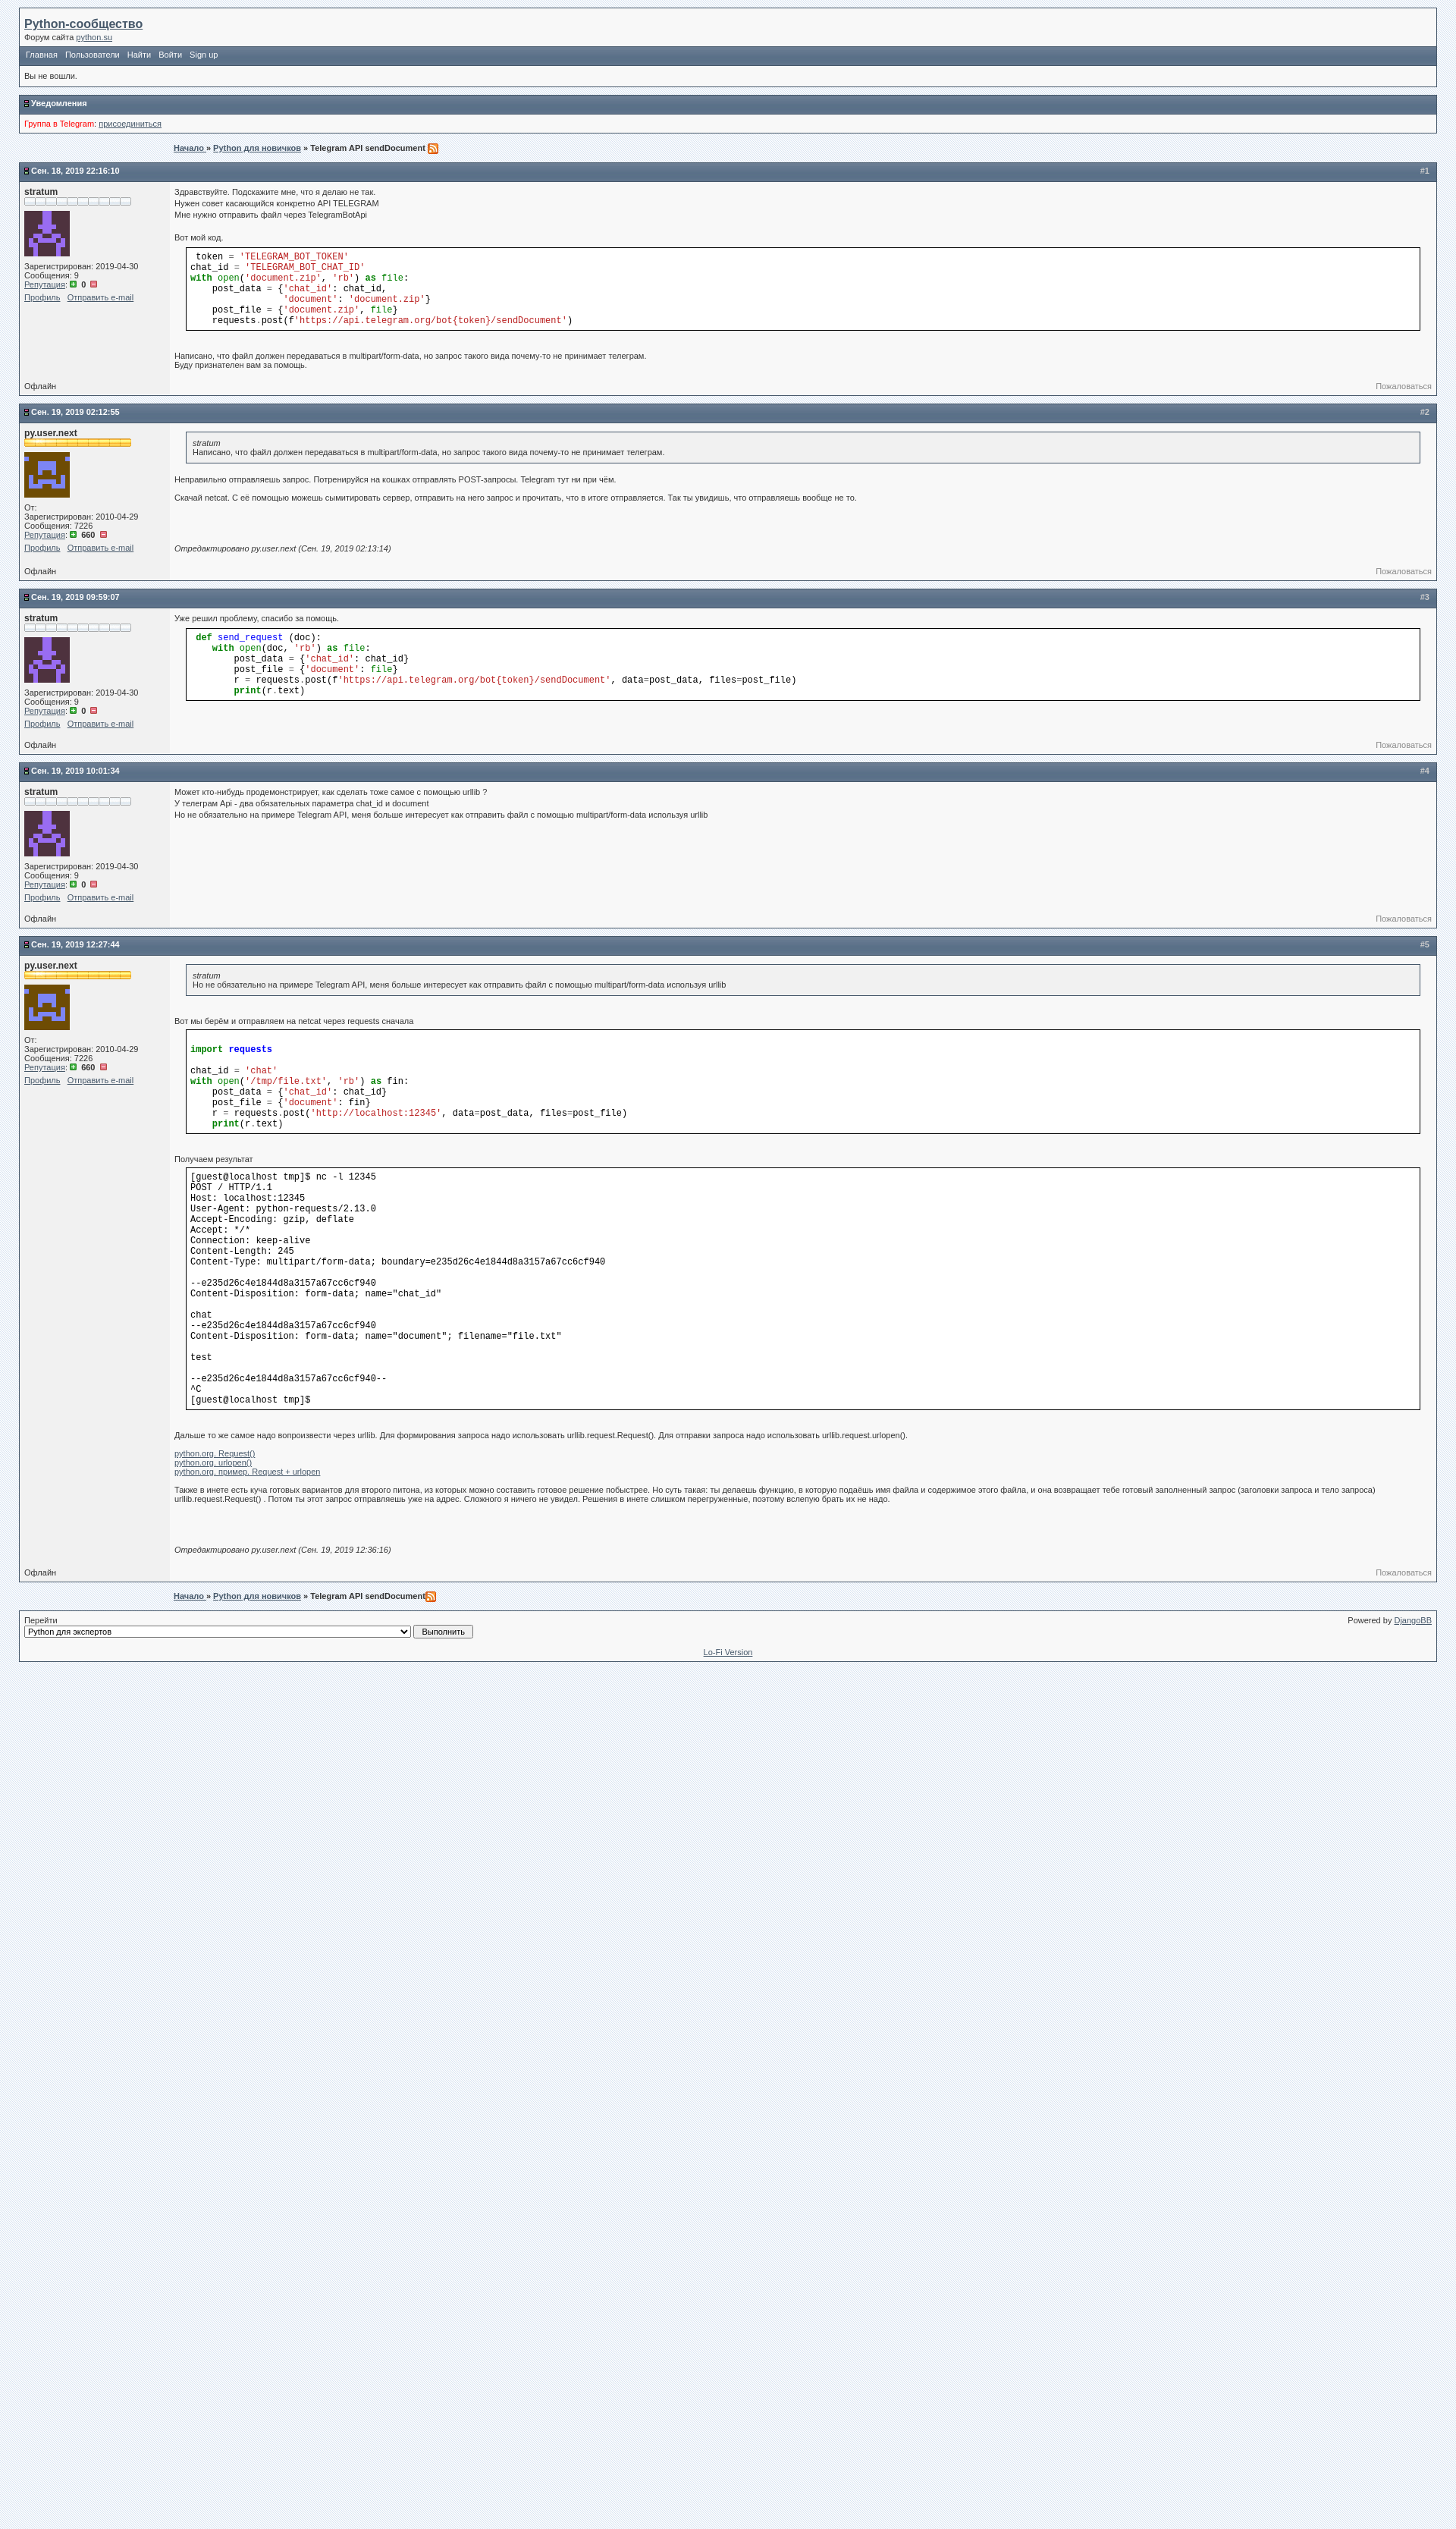 Python-сообщество
Форум сайта python.su
Главная Пользователи Найти Войти Sign up
Вы не вошли.
Уведомления
Группа в Telegram: присоединиться
Начало » Python для новичков » Telegram API sendDocument
Сен. 18, 2019 22:16:10 #1
stratum
Зарегистрирован: 2019-04-30
Сообщения: 9
Репутация: 0
Профиль Отправить e-mail
Здравствуйте. Подскажите мне, что я делаю не так.
Нужен совет касающийся конкретно API TELEGRAM
Мне нужно отправить файл через TelegramBotApi
Вот мой код.
token = 'TELEGRAM_BOT_TOKEN'
chat_id = 'TELEGRAM_BOT_CHAT_ID'
with open('document.zip', 'rb') as file:
    post_data = {'chat_id': chat_id,
                 'document': 'document.zip'}
    post_file = {'document.zip', file}
    requests.post(f'https://api.telegram.org/bot{token}/sendDocument')
Написано, что файл должен передаваться в multipart/form-data, но запрос такого вида почему-то не принимает телеграм.
Буду признателен вам за помощь.
Офлайн Пожаловаться
Сен. 19, 2019 02:12:55 #2
py.user.next
От:
Зарегистрирован: 2010-04-29
Сообщения: 7226
Репутация: 660
Профиль Отправить e-mail
stratum
Написано, что файл должен передаваться в multipart/form-data, но запрос такого вида почему-то не принимает телеграм.
Неправильно отправляешь запрос. Потренируйся на кошках отправлять POST-запросы. Telegram тут ни при чём.
Скачай netcat. С её помощью можешь сымитировать сервер, отправить на него запрос и прочитать, что в итоге отправляется. Так ты увидишь, что отправляешь вообще не то.
Отредактировано py.user.next (Сен. 19, 2019 02:13:14)
Офлайн Пожаловаться
Сен. 19, 2019 09:59:07 #3
stratum
Зарегистрирован: 2019-04-30
Сообщения: 9
Репутация: 0
Профиль Отправить e-mail
Уже решил проблему, спасибо за помощь.
def send_request (doc):
    with open(doc, 'rb') as file:
        post_data = {'chat_id': chat_id}
        post_file = {'document': file}
        r = requests.post(f'https://api.telegram.org/bot{token}/sendDocument', data=post_data, files=post_file)
        print(r.text)
Офлайн Пожаловаться
Сен. 19, 2019 10:01:34 #4
stratum
Зарегистрирован: 2019-04-30
Сообщения: 9
Репутация: 0
Профиль Отправить e-mail
Может кто-нибудь продемонстрирует, как сделать тоже самое с помощью urllib ?
У телеграм Api - два обязательных параметра chat_id и document
Но не обязательно на примере Telegram API, меня больше интересует как отправить файл с помощью multipart/form-data используя urllib
Офлайн Пожаловаться
Сен. 19, 2019 12:27:44 #5
py.user.next
От:
Зарегистрирован: 2010-04-29
Сообщения: 7226
Репутация: 660
Профиль Отправить e-mail
stratum
Но не обязательно на примере Telegram API, меня больше интересует как отправить файл с помощью multipart/form-data используя urllib
Вот мы берём и отправляем на netcat через requests сначала
import requests
chat_id = 'chat'
with open('/tmp/file.txt', 'rb') as fin:
    post_data = {'chat_id': chat_id}
    post_file = {'document': fin}
    r = requests.post('http://localhost:12345', data=post_data, files=post_file)
    print(r.text)
Получаем результат
[guest@localhost tmp]$ nc -l 12345
POST / HTTP/1.1
Host: localhost:12345
User-Agent: python-requests/2.13.0
Accept-Encoding: gzip, deflate
Accept: */*
Connection: keep-alive
Content-Length: 245
Content-Type: multipart/form-data; boundary=e235d26c4e1844d8a3157a67cc6cf940
--e235d26c4e1844d8a3157a67cc6cf940
Content-Disposition: form-data; name="chat_id"
chat
--e235d26c4e1844d8a3157a67cc6cf940
Content-Disposition: form-data; name="document"; filename="file.txt"
test
--e235d26c4e1844d8a3157a67cc6cf940--
^C
[guest@localhost tmp]$
Дальше то же самое надо вопроизвести через urllib. Для формирования запроса надо использовать urllib.request.Request(). Для отправки запроса надо использовать urllib.request.urlopen().
python.org. Request()
python.org. urlopen()
python.org. пример. Request + urlopen
Также в инете есть куча готовых вариантов для второго питона, из которых можно составить готовое решение побыстрее. Но суть такая: ты делаешь функцию, в которую подаёшь имя файла и содержимое этого файла, и она возвращает тебе готовый заполненный запрос (заголовки запроса и тело запроса)
urllib.request.Request() . Потом ты этот запрос отправляешь уже на адрес. Сложного я ничего не увидел. Решения в инете слишком перегруженные, поэтому вслепую брать их не надо.
Отредактировано py.user.next (Сен. 19, 2019 12:36:16)
Офлайн Пожаловаться
Начало » Python для новичков » Telegram API sendDocument
Перейти Powered by DjangoBB
Python для экспертов Выполнить
Lo-Fi Version